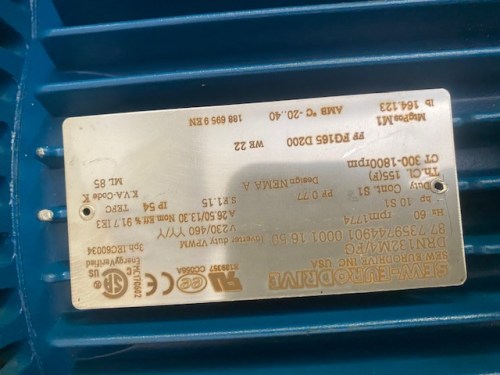 SEW-EURODRIVE
SEW-EURODRIVE INC. USA
DRN132M4/FG
87.7359744901.0001.16.50
Inverter duty VPWM
3ph. IEC60034
Hz 60
rpm 1774
V 230/460 YY/Y
hp 10 S1
A 26.50/13.30 Nom Eff % 91.7 IE3
Duty Cont. S1
PF 0.77
S.F. 1.15
IP 54
TEFC
Th.CL 155(F)
Design NEMA A
K.V.A-Code K
CT 300-1800rpm
ML 85
FF FG165 D200
WE 22
MtgPos M1
lb 164.123
AMB °C -20..40
188 695 9 EN
EnergyVerified
CC056A